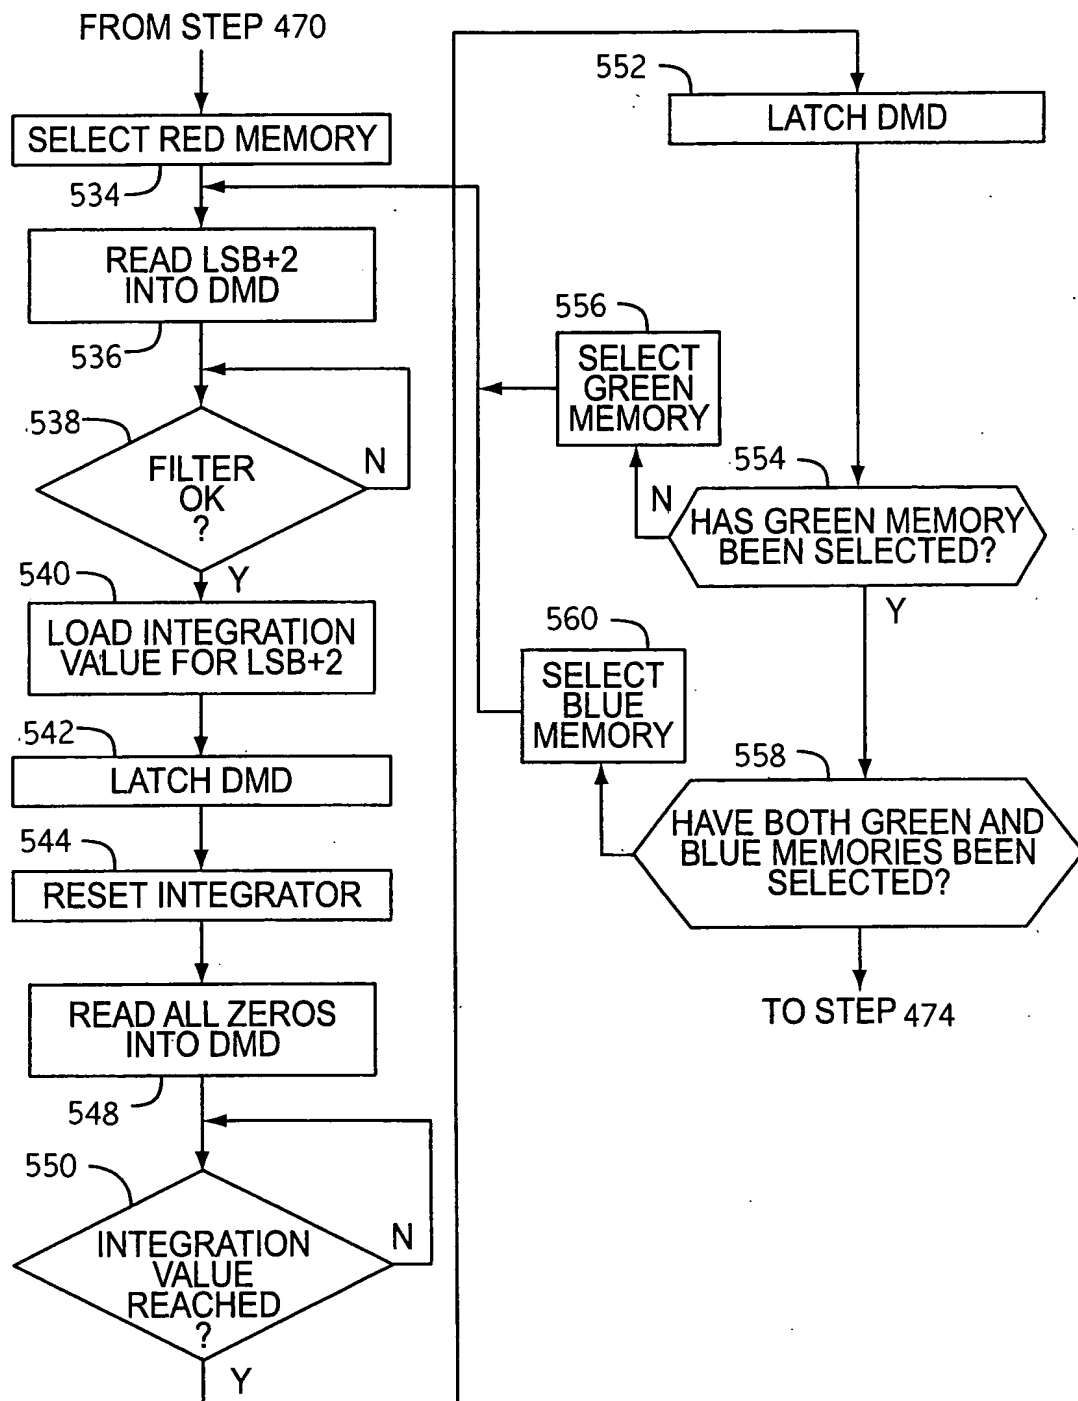 FROM STEP 470
SELECT RED MEMORY
534
READ LSB+2
INTO DMD
536
538
FILTER
OK
?
N
Y
540
LOAD INTEGRATION
VALUE FOR LSB+2
542
LATCH DMD
544
RESET INTEGRATOR
READ ALL ZEROS
INTO DMD
548
550
INTEGRATION
VALUE
REACHED
?
N
Y
552
LATCH DMD
556
SELECT
GREEN
MEMORY
554
N
HAS GREEN MEMORY
BEEN SELECTED?
Y
560
SELECT
BLUE
MEMORY
558
HAVE BOTH GREEN AND
BLUE MEMORIES BEEN
SELECTED?
TO STEP 474